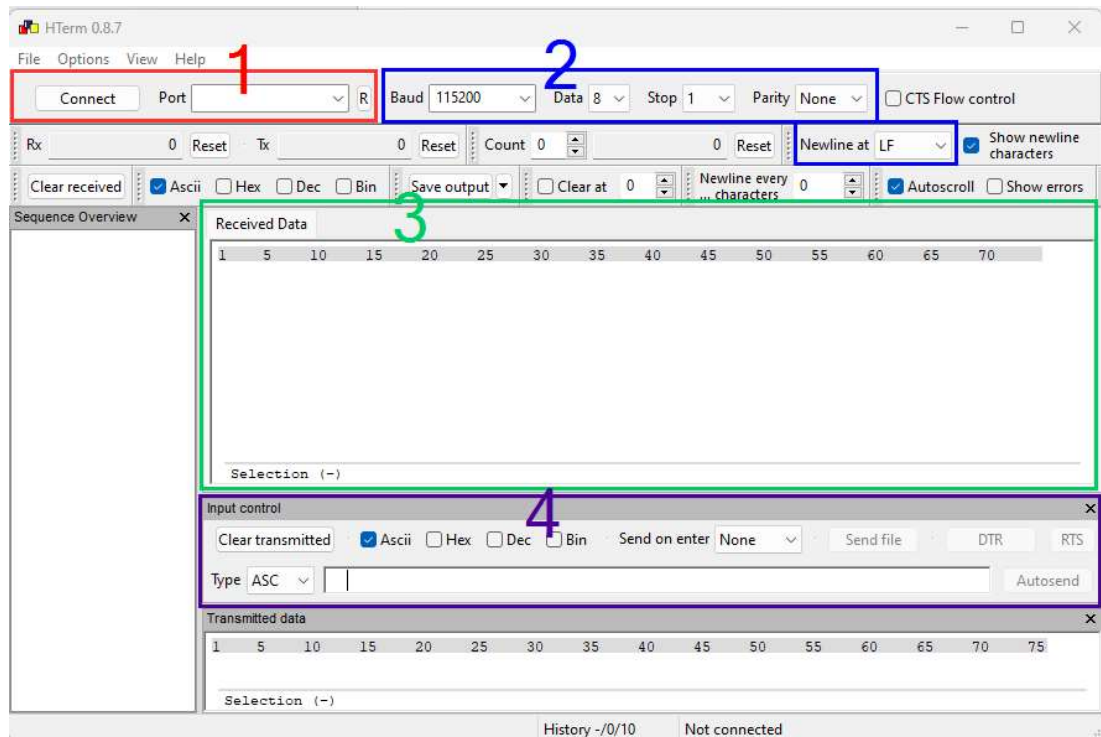 HTerm 0.8.7
File Options View Help
1
2
Connect Port R Baud 115200 Data 8 Stop 1 Parity None CTS Flow control
Rx 0 Reset Tx 0 Reset Count 0 0 Reset Newline at LF Show newline
characters
Clear received Ascii Hex Dec Bin Save output Clear at 0 Newline every
... characters 0 Autoscroll Show errors
Sequence Overview X
3
Received Data
1 5 10 15 20 25 30 35 40 45 50 55 60 65 70
Selection (-)
4
Input control X
Clear transmitted Ascii Hex Dec Bin Send on enter None Send file DTR RTS
Type ASC Autosend
Transmitted data X
1 5 10 15 20 25 30 35 40 45 50 55 60 65 70 75
Selection (-)
History -/0/10 Not connected